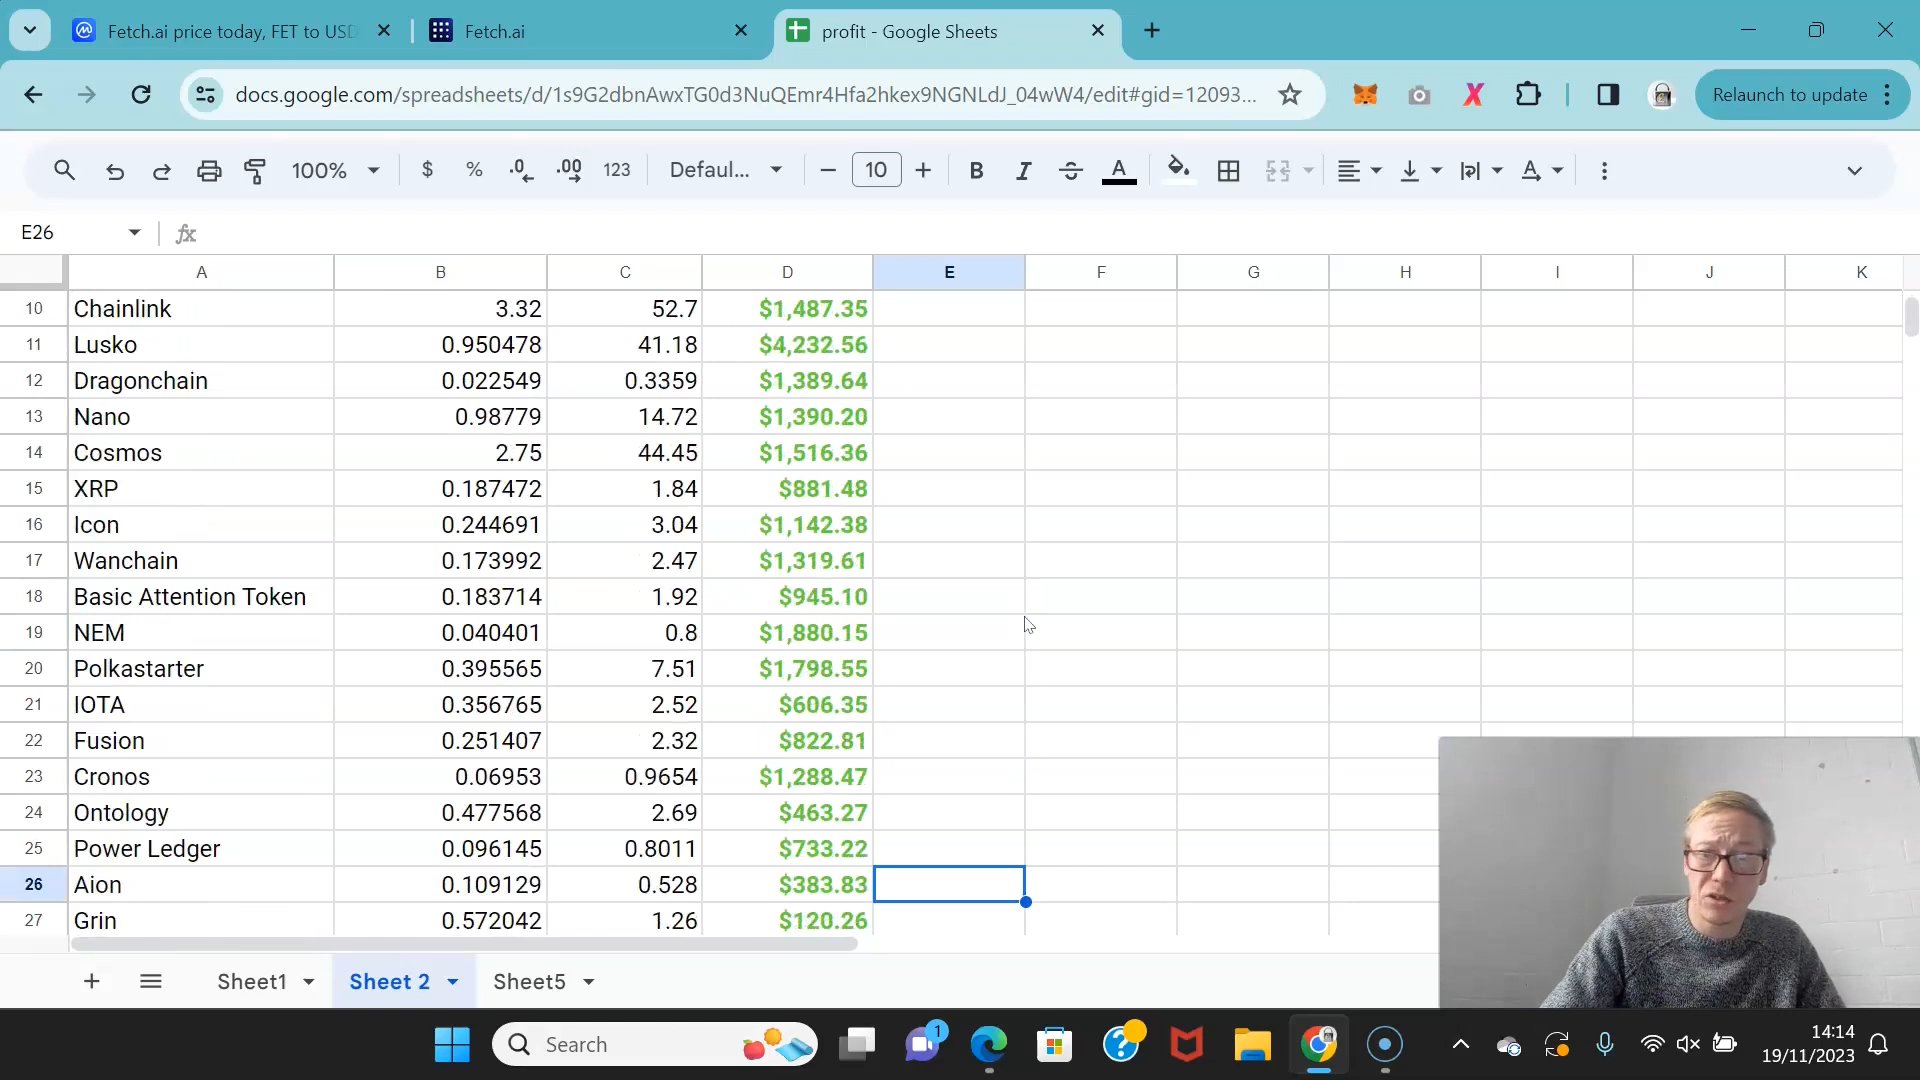 Fetch.ai price today, FET to USD
Fetch.ai
profit - Google Sheets
docs.google.com/spreadsheets/d/1s9G2dbnAwxTG0d3NuQEmr4Hfa2hkex9NGNLdJ_04wW4/edit#gid=12093...
Relaunch to update
100% $ % .0 .00 123 Defaul... 10 B I S A A
E26 fx
A B C D E F G H I J K
10 Chainlink 3.32 52.7 $1,487.35
11 Lusko 0.950478 41.18 $4,232.56
12 Dragonchain 0.022549 0.3359 $1,389.64
13 Nano 0.98779 14.72 $1,390.20
14 Cosmos 2.75 44.45 $1,516.36
15 XRP 0.187472 1.84 $881.48
16 Icon 0.244691 3.04 $1,142.38
17 Wanchain 0.173992 2.47 $1,319.61
18 Basic Attention Token 0.183714 1.92 $945.10
19 NEM 0.040401 0.8 $1,880.15
20 Polkastarter 0.395565 7.51 $1,798.55
21 IOTA 0.356765 2.52 $606.35
22 Fusion 0.251407 2.32 $822.81
23 Cronos 0.06953 0.9654 $1,288.47
24 Ontology 0.477568 2.69 $463.27
25 Power Ledger 0.096145 0.8011 $733.22
26 Aion 0.109129 0.528 $383.83
27 Grin 0.572042 1.26 $120.26
Sheet1 Sheet 2 Sheet5
Search
1
14:14
19/11/2023